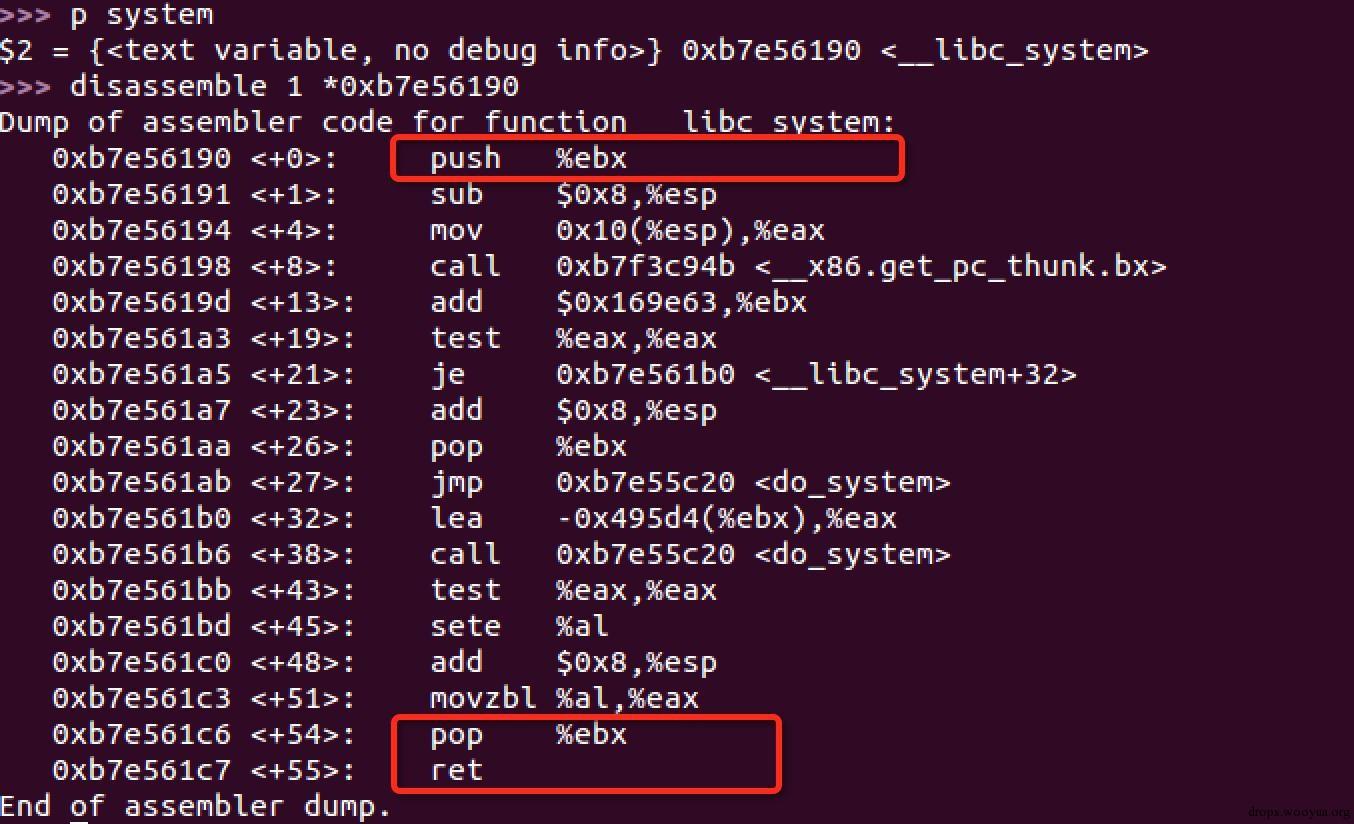 >>> p system
$2 = {<text variable, no debug info>} 0xb7e56190 <__libc_system>
>>> disassemble 1 *0xb7e56190
Dump of assembler code for function __libc_system:
0xb7e56190 <+0>: push %ebx
0xb7e56191 <+1>: sub $0x8,%esp
0xb7e56194 <+4>: mov 0x10(%esp),%eax
0xb7e56198 <+8>: call 0xb7f3c94b <__x86.get_pc_thunk.bx>
0xb7e5619d <+13>: add $0x169e63,%ebx
0xb7e561a3 <+19>: test %eax,%eax
0xb7e561a5 <+21>: je 0xb7e561b0 <__libc_system+32>
0xb7e561a7 <+23>: add $0x8,%esp
0xb7e561aa <+26>: pop %ebx
0xb7e561ab <+27>: jmp 0xb7e55c20 <do_system>
0xb7e561b0 <+32>: lea -0x495d4(%ebx),%eax
0xb7e561b6 <+38>: call 0xb7e55c20 <do_system>
0xb7e561bb <+43>: test %eax,%eax
0xb7e561bd <+45>: sete %al
0xb7e561c0 <+48>: add $0x8,%esp
0xb7e561c3 <+51>: movzbl %al,%eax
0xb7e561c6 <+54>: pop %ebx
0xb7e561c7 <+55>: ret
End of assembler dump.
drops.wooyun.org